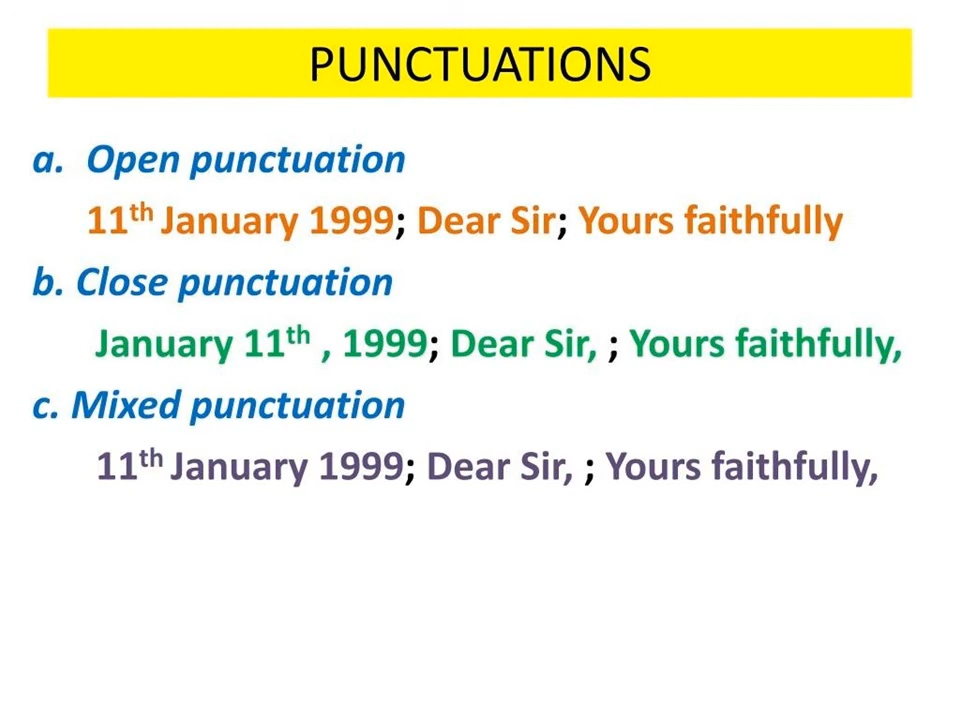 PUNCTUATIONS
a. Open punctuation
11th January 1999; Dear Sir; Yours faithfully
b. Close punctuation
January 11th , 1999; Dear Sir, ; Yours faithfully,
c. Mixed punctuation
11th January 1999; Dear Sir, ; Yours faithfully,